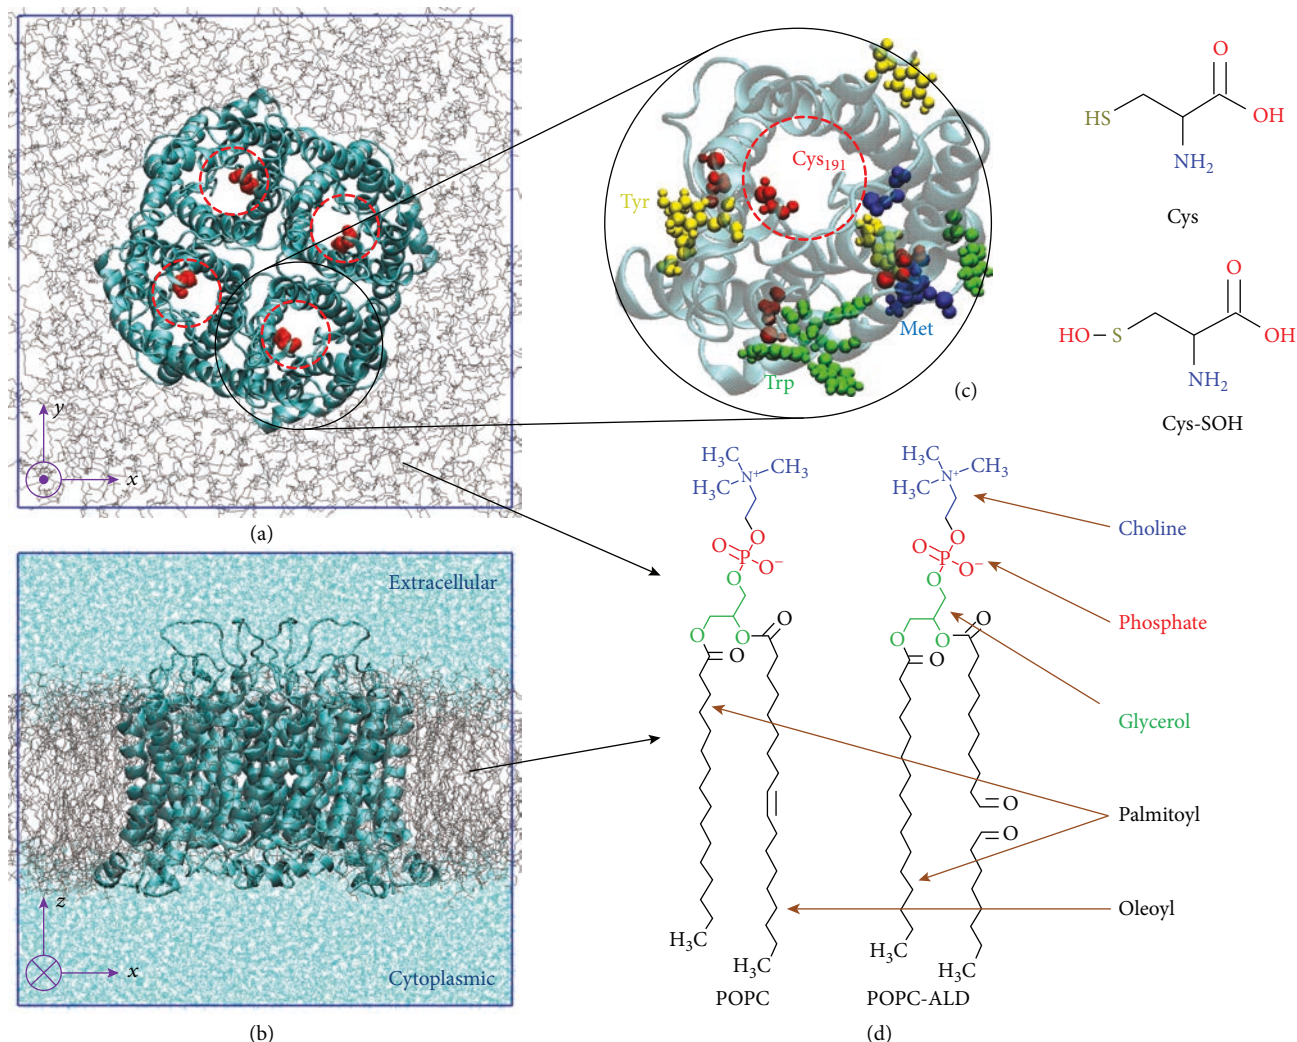 y
x
(a)
Extracellular
z
x
Cytoplasmic
(b)
Tyr
Cys191
Met
Trp
(c)
O
HS
OH
NH2
Cys
O
HO
S
OH
NH2
Cys-SOH
H3C
CH3
N+
H3C
O
O
P
O−
O
O
O
O
O
H3C
H3C
POPC
H3C
CH3
N+
H3C
O
O
P
O−
O
O
O
O
O
O
O
H3C
H3C
POPC-ALD
Choline
Phosphate
Glycerol
Palmitoyl
Oleoyl
(d)